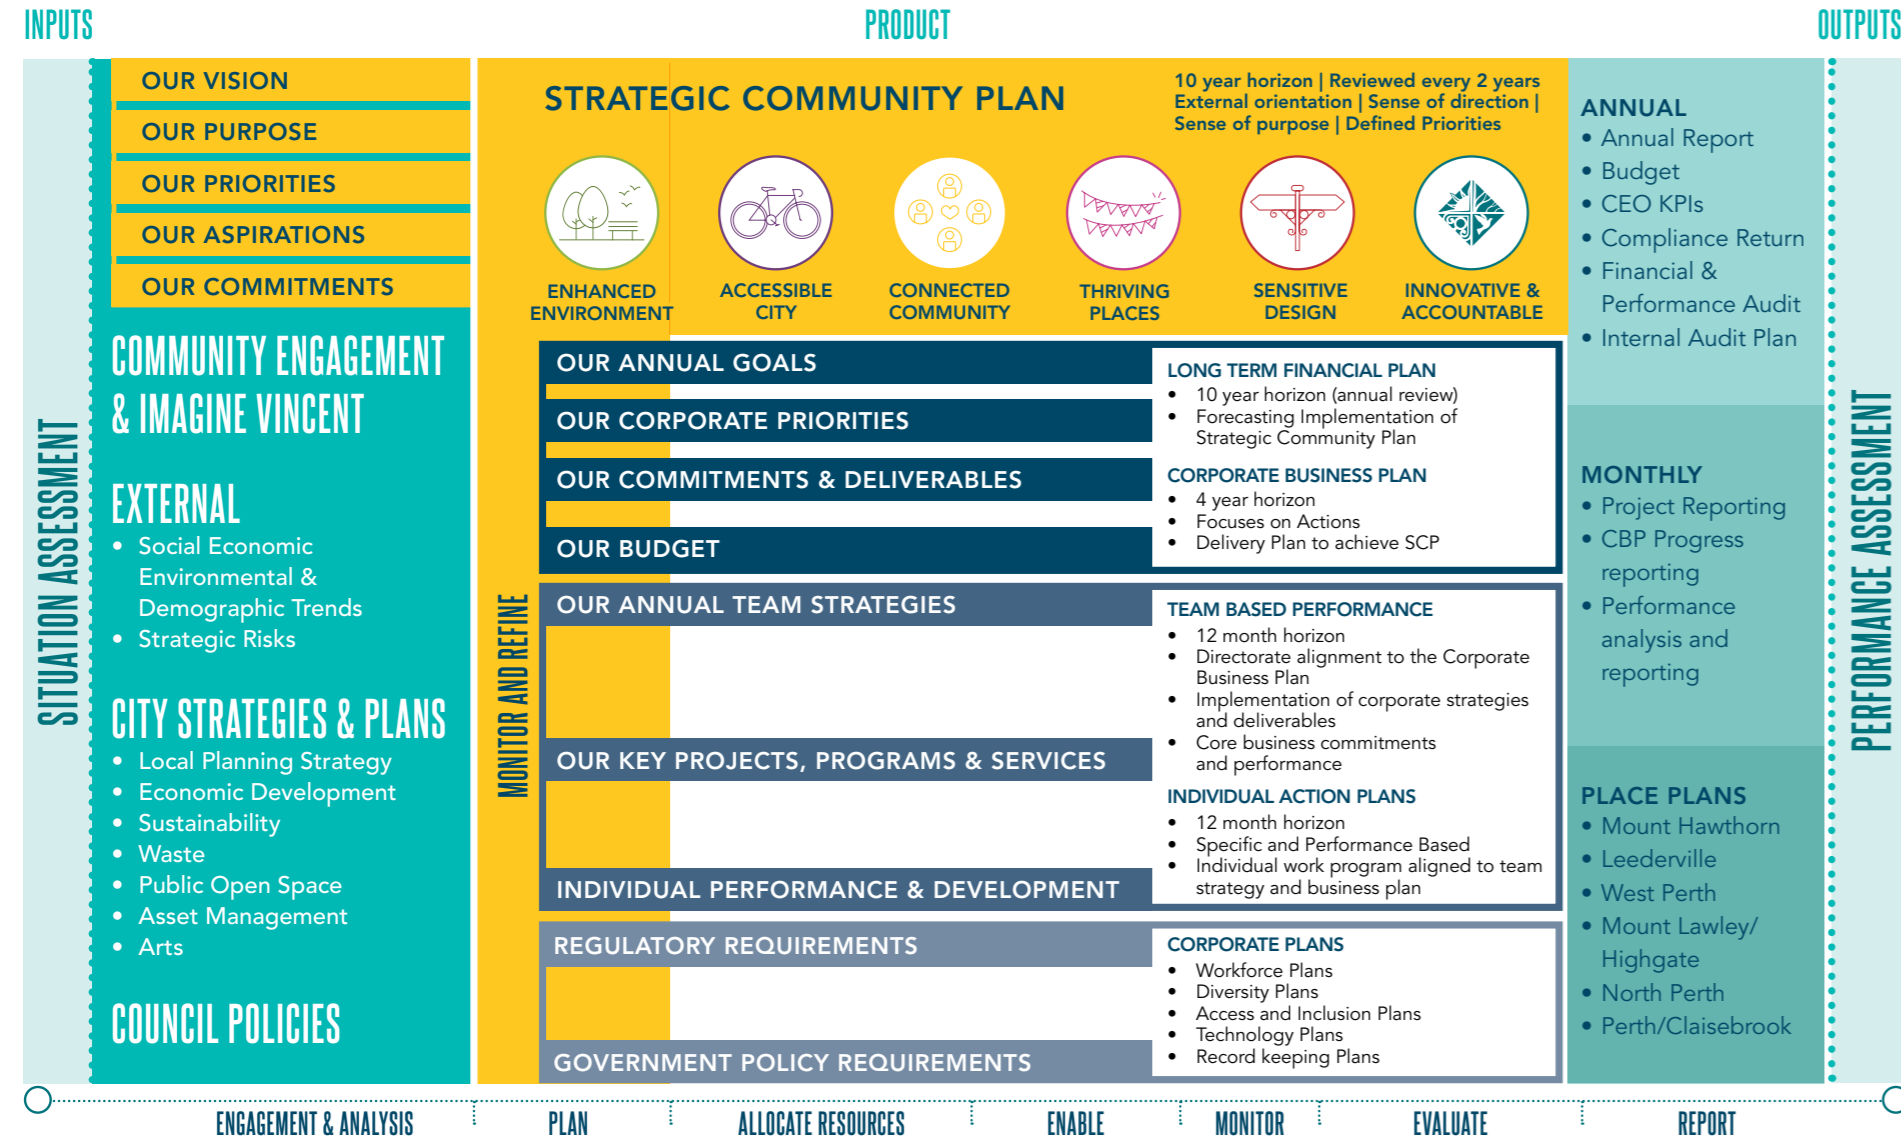 INPUTS
PRODUCT
OUTPUTS
SITUATION ASSESSMENT
OUR VISION
OUR PURPOSE
OUR PRIORITIES
OUR ASPIRATIONS
OUR COMMITMENTS
COMMUNITY ENGAGEMENT
& IMAGINE VINCENT
EXTERNAL
• Social Economic
Environmental &
Demographic Trends
• Strategic Risks
CITY STRATEGIES & PLANS
• Local Planning Strategy
• Economic Development
• Sustainability
• Waste
• Public Open Space
• Asset Management
• Arts
COUNCIL POLICIES
MONITOR AND REFINE
STRATEGIC COMMUNITY PLAN
10 year horizon | Reviewed every 2 years
External orientation | Sense of direction |
Sense of purpose | Defined Priorities
ENHANCED
ENVIRONMENT
ACCESSIBLE
CITY
CONNECTED
COMMUNITY
THRIVING
PLACES
SENSITIVE
DESIGN
INNOVATIVE &
ACCOUNTABLE
OUR ANNUAL GOALS
OUR CORPORATE PRIORITIES
OUR COMMITMENTS & DELIVERABLES
OUR BUDGET
LONG TERM FINANCIAL PLAN
• 10 year horizon (annual review)
• Forecasting Implementation of
Strategic Community Plan
CORPORATE BUSINESS PLAN
• 4 year horizon
• Focuses on Actions
• Delivery Plan to achieve SCP
OUR ANNUAL TEAM STRATEGIES
OUR KEY PROJECTS, PROGRAMS & SERVICES
INDIVIDUAL PERFORMANCE & DEVELOPMENT
TEAM BASED PERFORMANCE
• 12 month horizon
• Directorate alignment to the Corporate
Business Plan
• Implementation of corporate strategies
and deliverables
• Core business commitments
and performance
INDIVIDUAL ACTION PLANS
• 12 month horizon
• Specific and Performance Based
• Individual work program aligned to team
strategy and business plan
REGULATORY REQUIREMENTS
GOVERNMENT POLICY REQUIREMENTS
CORPORATE PLANS
• Workforce Plans
• Diversity Plans
• Access and Inclusion Plans
• Technology Plans
• Record keeping Plans
ANNUAL
• Annual Report
• Budget
• CEO KPIs
• Compliance Return
• Financial &
Performance Audit
• Internal Audit Plan
MONTHLY
• Project Reporting
• CBP Progress
reporting
• Performance
analysis and
reporting
PLACE PLANS
• Mount Hawthorn
• Leederville
• West Perth
• Mount Lawley/
Highgate
• North Perth
• Perth/Claisebrook
PERFORMANCE ASSESSMENT
ENGAGEMENT & ANALYSIS
PLAN
ALLOCATE RESOURCES
ENABLE
MONITOR
EVALUATE
REPORT